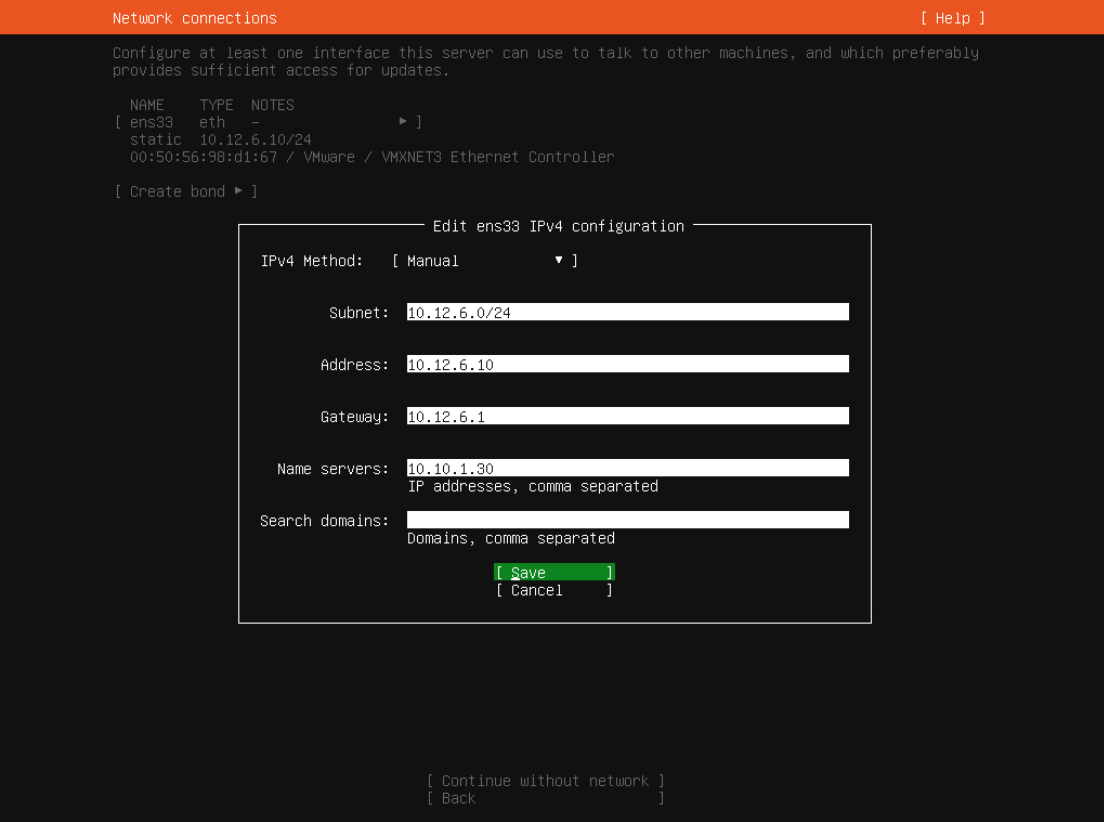 Network connections [ Help ]
Configure at least one interface this server can use to talk to other machines, and which preferably
provides sufficient access for updates.
NAME TYPE NOTES
[ ens33 eth – ▸ ]
static 10.12.6.10/24
00:50:56:98:d1:67 / VMware / VMXNET3 Ethernet Controller
[ Create bond ▸ ]
Edit ens33 IPv4 configuration
IPv4 Method: [ Manual ▾ ]
Subnet: 10.12.6.0/24
Address: 10.12.6.10
Gateway: 10.12.6.1
Name servers: 10.10.1.30
IP addresses, comma separated
Search domains:
Domains, comma separated
[ Save ]
[ Cancel ]
[ Continue without network ]
[ Back ]